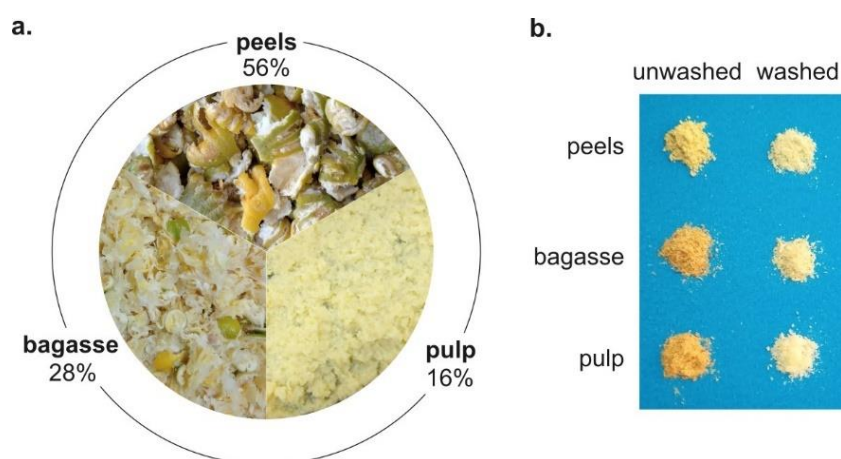 a.
peels
56%
bagasse
28%
pulp
16%
b.
unwashed washed
peels
bagasse
pulp